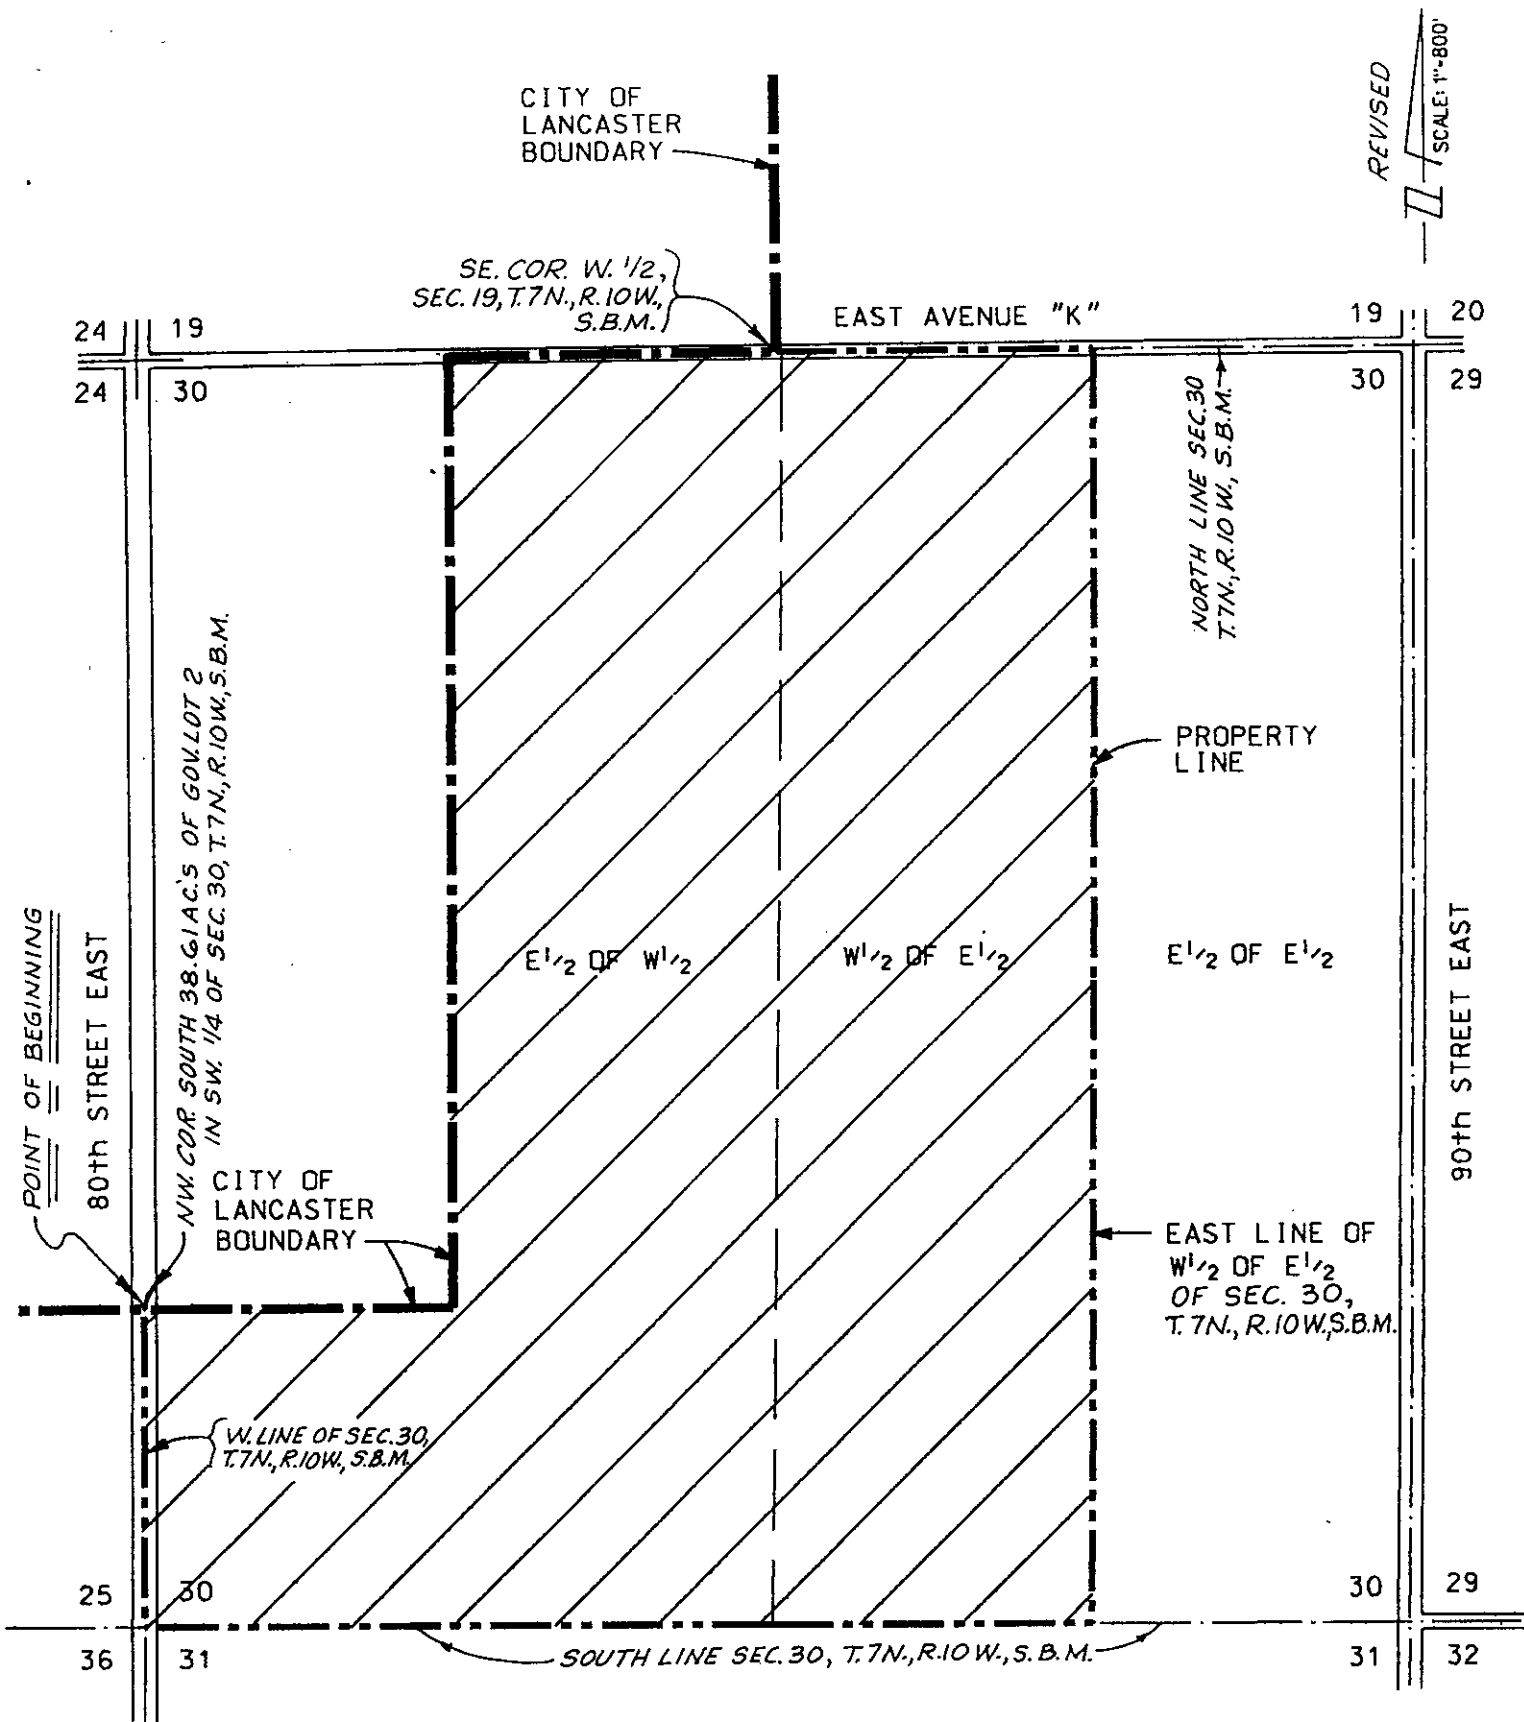 CITY OF
LANCASTER
BOUNDARY
REVISED
SCALE: 1"-800'
SE. COR. W. 1/2,
SEC. 19, T.7N., R.10W.,
S.B.M.
EAST AVENUE "K"
24
19
19
20
24
30
30
29
NORTH LINE SEC.30
T.7N., R.10W., S.B.M.
NW. COR. SOUTH 38.61 AC.'S OF GOV. LOT 2
IN SW. 1/4 OF SEC. 30, T.7N., R.10W., S.B.M.
PROPERTY
LINE
POINT OF BEGINNING
80th STREET EAST
E1/2 OF W1/2
W1/2 OF E1/2
E1/2 OF E1/2
90th STREET EAST
CITY OF
LANCASTER
BOUNDARY
EAST LINE OF
W1/2 OF E1/2
OF SEC. 30,
T.7N., R.10W., S.B.M.
W. LINE OF SEC.30,
T.7N., R.10W., S.B.M.
25
30
30
29
36
31
SOUTH LINE SEC.30, T.7N., R.10W., S.B.M.
31
32